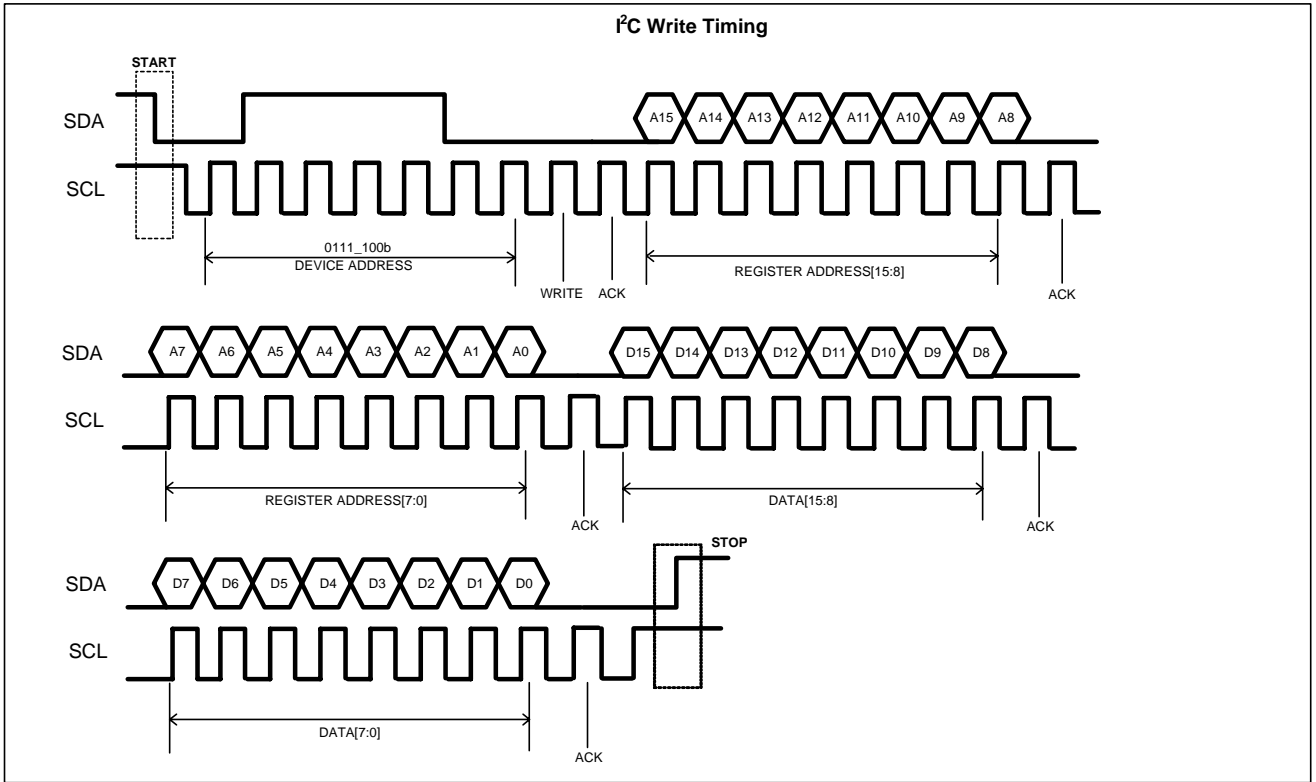 I²C Write Timing
START
SDA
A15 A14 A13 A12 A11 A10 A9 A8
SCL
0111_100b
DEVICE ADDRESS
REGISTER ADDRESS[15:8]
WRITE ACK
ACK
SDA
A7 A6 A5 A4 A3 A2 A1 A0 D15 D14 D13 D12 D11 D10 D9 D8
SCL
REGISTER ADDRESS[7:0]
DATA[15:8]
ACK
ACK
STOP
SDA
D7 D6 D5 D4 D3 D2 D1 D0
SCL
DATA[7:0]
ACK